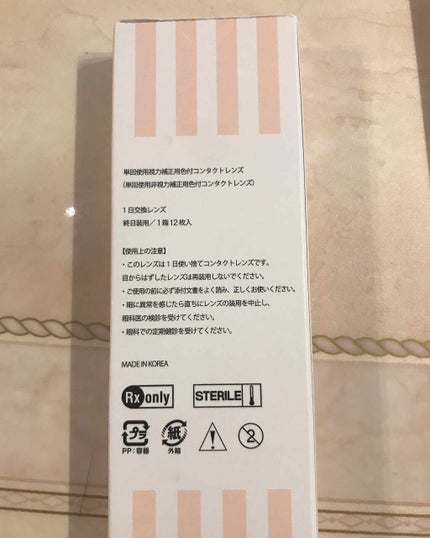 単回使用視力補正用色付コンタクトレンズ
(単回使用非視力補正用色付コンタクトレンズ)
1日交換レンズ
終日装用／1箱12枚入
【使用上の注意】
・このレンズは1日使い捨てコンタクトレンズです。
目からはずしたレンズは再装用しないでください。
・ご使用の前に必ず添付文書をよく読み、正しくお使いください。
・眼に異常を感じたら直ちにレンズの装用を中止し、
眼科医の検診を受けてください。
・眼科での定期健診を受けてください。
MADE IN KOREA
Rx only STERILE
プラ 紙 2
PP：容器 外箱